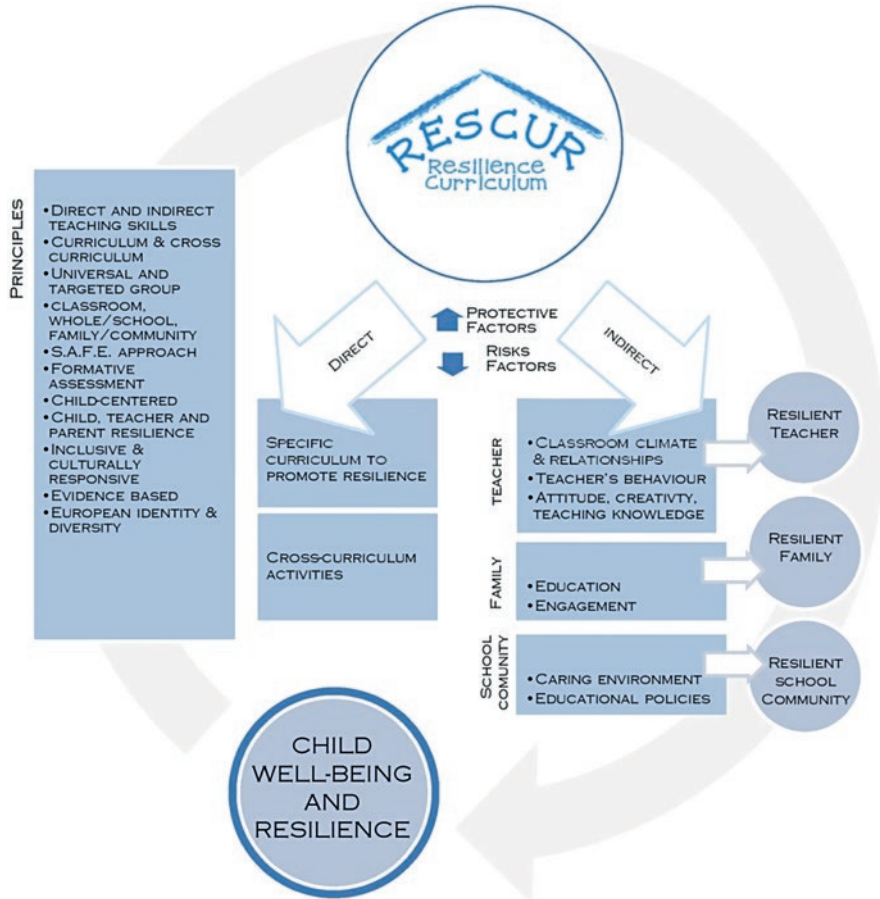 RESCUR
Resilience
Curriculum
PRINCIPLES
•DIRECT AND INDIRECT
TEACHING SKILLS
•CURRICULUM & CROSS
CURRICULUM
•UNIVERSAL AND
TARGETED GROUP
•CLASSROOM,
WHOLE/SCHOOL,
FAMILY/COMMUNITY
•S.A.F.E. APPROACH
•FORMATIVE
ASSESSMENT
•CHILD-CENTERED
•CHILD, TEACHER AND
PARENT RESILIENCE
•INCLUSIVE &
CULTURALLY
RESPONSIVE
•EVIDENCE BASED
•EUROPEAN IDENTITY &
DIVERSITY
DIRECT
PROTECTIVE
FACTORS
RISKS
FACTORS
INDIRECT
SPECIFIC
CURRICULUM TO
PROMOTE RESILIENCE
CROSS-CURRICULUM
ACTIVITIES
TEACHER
•CLASSROOM CLIMATE
& RELATIONSHIPS
•TEACHER'S BEHAVIOUR
•ATTITUDE, CREATIVTY,
TEACHING KNOWLEDGE
RESILIENT
TEACHER
FAMILY
•EDUCATION
•ENGAGEMENT
RESILIENT
FAMILY
SCHOOL
COMUNITY
•CARING ENVIRONMENT
•EDUCATIONAL POLICIES
RESILIENT
SCHOOL
COMMUNITY
CHILD
WELL-BEING
AND
RESILIENCE